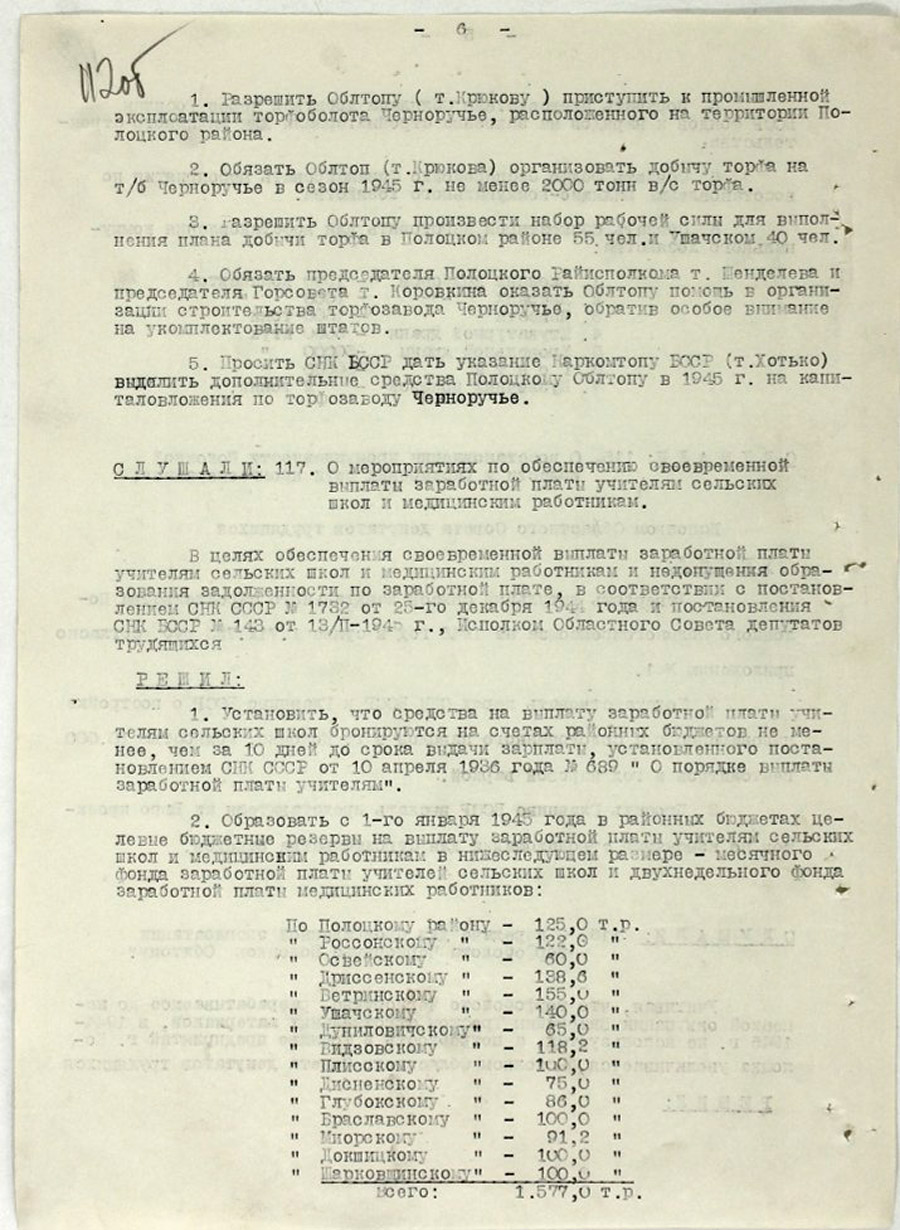 - 6 -
112об
1. Разрешить Облтопу ( т.Крюкову ) приступить к промышленной
эксплоатации торфоболота Черноручье, расположенного на территории По-
лоцкого района.
2. Обязать Облтоп (т.Крюкова) организовать добычу торфа на
т/б Черноручье в сезон 1945 г. не менее 2000 тонн в/с торфа.
3. Разрешить Облтопу произвести набор рабочей силы для выпол-
нения плана добычи торфа в Полоцком районе 55 чел.и Ушачском 40 чел.
4. Обязать председателя Полоцкого Райисполкома т. Пенделева и
председателя Горсовета т. Коровкина оказать Облтопу помощь в органи-
зации строительства торфозавода Черноручье, обратив особое внимание
на укомплектование штатов.
5. Просить СНК БССР дать указание Наркомтопу БССР (т.Хотько)
выделить дополнительные средства Полоцкому Облтопу в 1945 г. на капи-
таловложения по торфозаводу Черноручье.
СЛУШАЛИ: 117. О мероприятиях по обеспечению своевременной
выплаты заработной платы учителям сельских
школ и медицинским работникам.
В целях обеспечения своевременной выплаты заработной платы
учителям сельских школ и медицинским работникам и недопущения обра-
зования задолженности по заработной плате, в соответствии с постанов-
лением СНК СССР № 1732 от 25-го декабря года и постановления
СНК БССР № 143 от 13/П-1945 г., Исполком Областного Совета депутатов
трудящихся
РЕШИЛ:
1. Установить, что средства на выплату заработной платы учи-
телям сельских школ бронируются на счетах районных бюджетов не ме-
нее, чем за 10 дней до срока выдачи зарплаты, установленного поста-
новлением СНК СССР от 10 апреля 1936 года № 689 " О порядке выплаты
заработной платы учителям".
2. Образовать с 1-го января 1945 года в районных бюджетах це-
левые бюджетные резервы на выплату заработной платы учителям сельских
школ и медицинским работникам в нижеследующем размере - месячного
фонда заработной платы учителей сельских школ и двухнедельного фонда
заработной платы медицинских работников:
По Полоцкому району - 125,0 т.р.
" Россонскому " - 122,0 "
" Освейскому " - 60,0 "
" Дриссенскому " - 138,6 "
" Ветринскому " - 155,0 "
" Ушачскому " - 140,0 "
" Дуниловичскому" - 65,0 "
" Видзовскому " - 118,2 "
" Плисскому " - 100,0 "
" Дисненскому " - 75,0 "
" Глубокскому " - 86,0 "
" Браславскому " - 100,0 "
" Миорскому " - 91,2 "
" Докшицкому " - 100,0 "
" Шарковщинскому" - 100,0 "
Всего: 1.577,0 т.р.